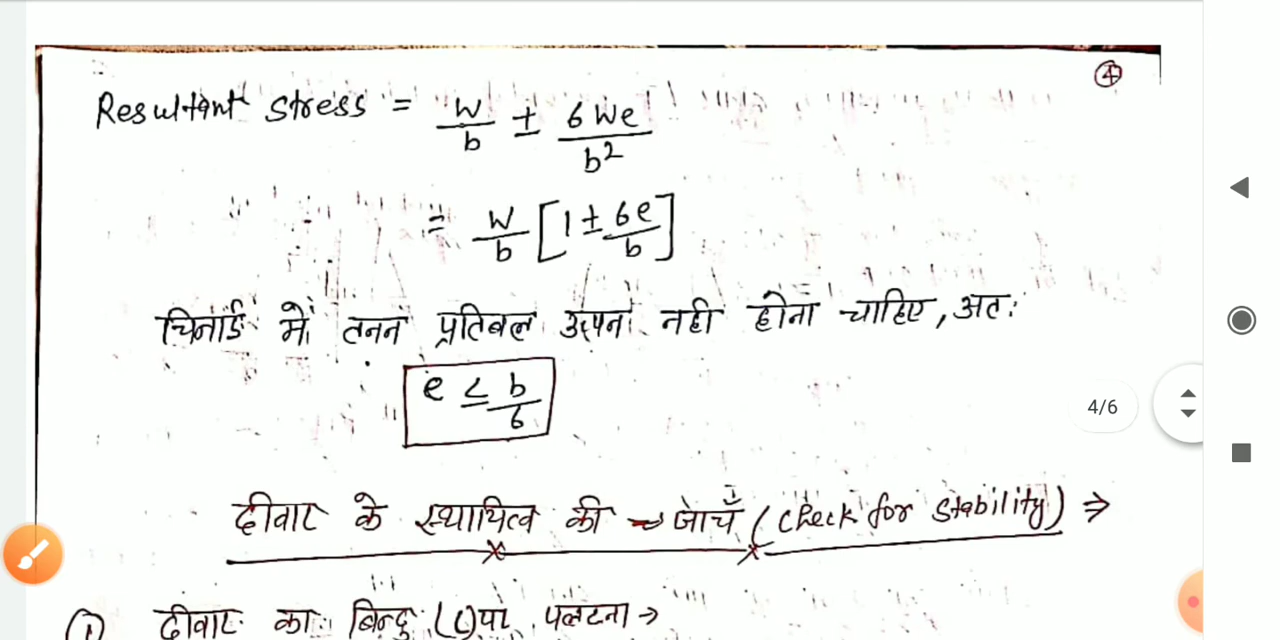 ④
Resultant Stress = W/b ± 6We/b²
= W/b [1 ± 6e/b]
चिनाई में तनन प्रतिबल उत्पन नही होना चाहिए, अतः
e ≤ b/6
4/6
दीवार के स्थायित्व की जाचँ (Check for Stability) ⇒
① दीवार का बिन्दु (C) पर पलटना →